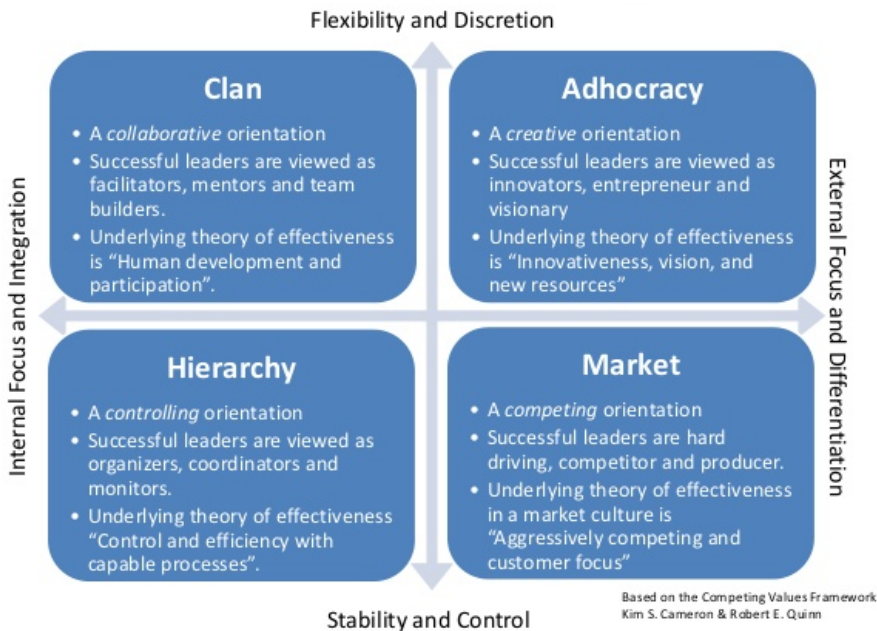 Flexibility and Discretion
Clan
• A collaborative orientation
• Successful leaders are viewed as
facilitators, mentors and team
builders.
• Underlying theory of effectiveness
is “Human development and
participation”.
Adhocracy
• A creative orientation
• Successful leaders are viewed as
innovators, entrepreneur and
visionary
• Underlying theory of effectiveness
is “Innovativeness, vision, and
new resources”
Internal Focus and Integration
External Focus and Differentiation
Hierarchy
• A controlling orientation
• Successful leaders are viewed as
organizers, coordinators and
monitors.
• Underlying theory of effectiveness
“Control and efficiency with
capable processes”.
Market
• A competing orientation
• Successful leaders are hard
driving, competitor and producer.
• Underlying theory of effectiveness
in a market culture is
“Aggressively competing and
customer focus”
Stability and Control
Based on the Competing Values Framework
Kim S. Cameron & Robert E. Quinn